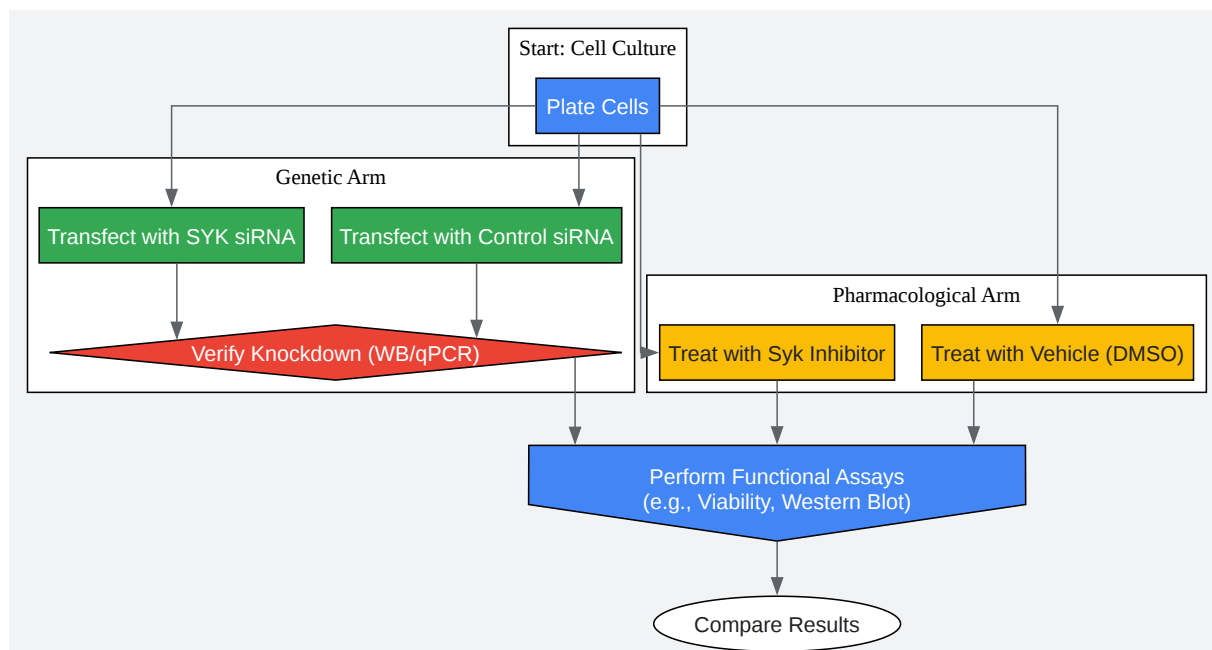 Start: Cell Culture
Plate Cells
Genetic Arm
Transfect with SYK siRNA
Transfect with Control siRNA
Verify Knockdown (WB/qPCR)
Pharmacological Arm
Treat with Syk Inhibitor
Treat with Vehicle (DMSO)
Perform Functional Assays
(e.g., Viability, Western Blot)
Compare Results